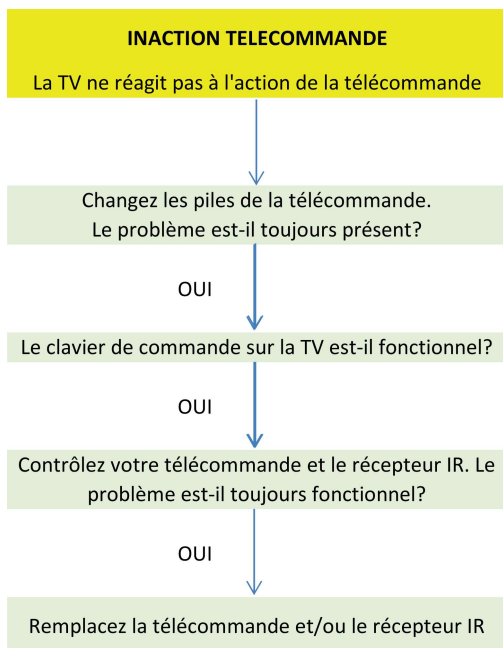 INACTION TELECOMMANDE
La TV ne réagit pas à l'action de la télécommande
Changez les piles de la télécommande.
Le problème est-il toujours présent?
OUI
Le clavier de commande sur la TV est-il fonctionnel?
OUI
Contrôlez votre télécommande et le récepteur IR. Le
problème est-il toujours fonctionnel?
OUI
Remplacez la télécommande et/ou le récepteur IR